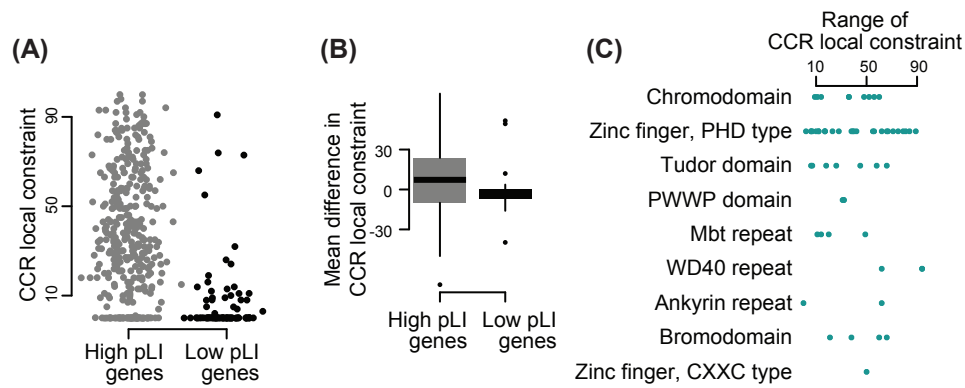 (A)
CCR local constraint
90
50
10
High pLI
genes
Low pLI
genes
(B)
Mean difference in
CCR local constraint
30
0
-30
High pLI
genes
Low pLI
genes
(C)
Range of
CCR local constraint
10 50 90
Chromodomain
Zinc finger, PHD type
Tudor domain
PWWP domain
Mbt repeat
WD40 repeat
Ankyrin repeat
Bromodomain
Zinc finger, CXXC type